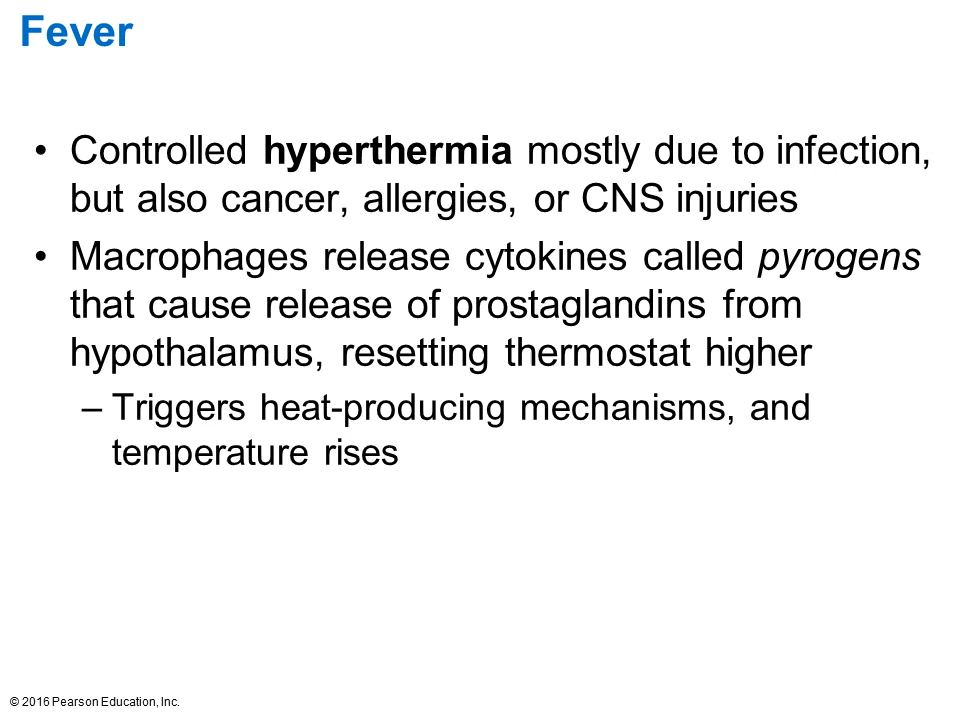 Fever
• Controlled hyperthermia mostly due to infection,
but also cancer, allergies, or CNS injuries
• Macrophages release cytokines called pyrogens
that cause release of prostaglandins from
hypothalamus, resetting thermostat higher
– Triggers heat-producing mechanisms, and
temperature rises
© 2016 Pearson Education, Inc.